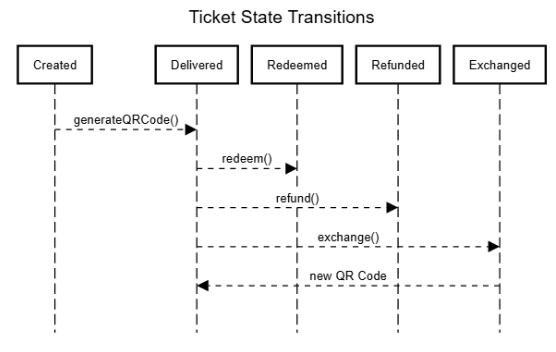 Ticket State Transitions
Created
Delivered
Redeemed
Refunded
Exchanged
generateQRCode()
redeem()
refund()
exchange()
new QR Code